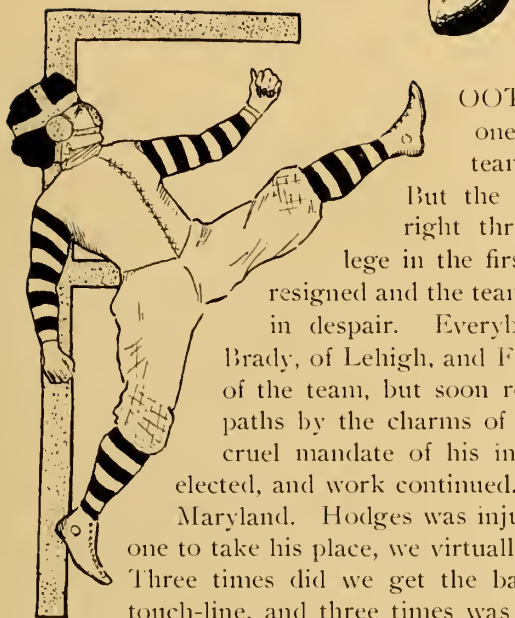 OOT
one
tean
But the
right thr
lege in the firs
resigned and the tean
in despair. Everyb
Brady, of Lehigh, and F
of the team, but soon r
paths by the charms of
cruel mandate of his in
elected, and work continued.
Maryland. Hodges was inju
one to take his place, we virtuall
Three times did we get the ba
touch-line, and three times was